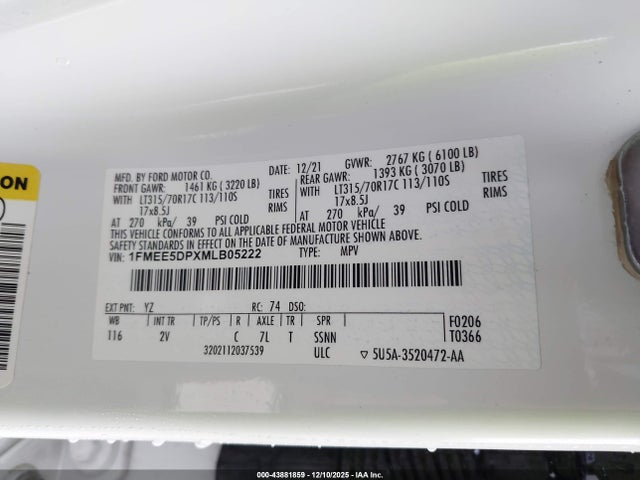 ON
MFD. BY FORD MOTOR CO. DATE: 12/21 GVWR: 2767 KG ( 6100 LB)
FRONT GAWR: 1461 KG ( 3220 LB) REAR GAWR: 1393 KG ( 3070 LB)
WITH LT315/70R17C 113/110S TIRES WITH LT315/70R17C 113/110S TIRES
17x8.5J RIMS 17x8.5J RIMS
AT 270 kPa/ 39 PSI COLD AT 270 kPa/ 39 PSI COLD
THIS VEHICLE CONFORMS TO ALL APPLICABLE
FEDERAL MOTOR VEHICLE SAFETY STANDARDS IN EFFECT ON THE DATE OF MANUFACTURE SHOWN ABOVE.
VIN: 1FMEE5DPXMLB05222 TYPE: MPV
EXT PNT: YZ RC: 74 DSO: F0206
WB INT TR TP/PS R AXLE TR SPR T0366
116 2V C 7L T SSNN
3202112037539 ULC ▽ 5U5A-3520472-AA
00-43881859 - 12/10/2025 - IAA Inc.